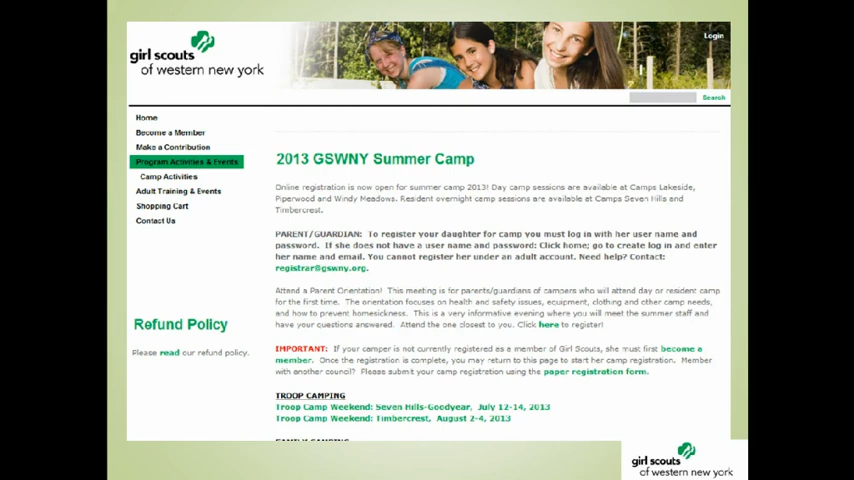 girl scouts
of western new york
Login
Search
Home
Become a Member
Make a Contribution
Program Activities & Events
Camp Activities
Adult Training & Events
Shopping Cart
Contact Us
Refund Policy
Please read our refund policy.
2013 GSWNY Summer Camp
Online registration is now open for summer camp 2013! Day camp sessions are available at Camps Lakeside,
Piperwood and Windy Meadows. Resident overnight camp sessions are available at Camps Seven Hills and
Timbercrest.
PARENT/GUARDIAN: To register your daughter for camp you must log in with her user name and
password. If she does not have a user name and password: Click home; go to create log in and enter
her name and email. You cannot register her under an adult account. Need help? Contact:
registrar@gswny.org.
Attend a Parent Orientation! This meeting is for parents/guardians of campers who will attend day or resident camp
for the first time. The orientation focuses on health and safety issues, equipment, clothing and other camp needs,
and how to prevent homesickness. This is a very informative evening where you will meet the summer staff and
have your questions answered. Attend the one closest to you. Click here to register!
IMPORTANT: If your camper is not currently registered as a member of Girl Scouts, she must first become a
member. Once the registration is complete, you may return to this page to start her camp registration. Member
with another council? Please submit your camp registration using the paper registration form.
TROOP CAMPING
Troop Camp Weekend: Seven Hills-Goodyear, July 12-14, 2013
Troop Camp Weekend: Timbercrest, August 2-4, 2013
girl scouts
of western new york